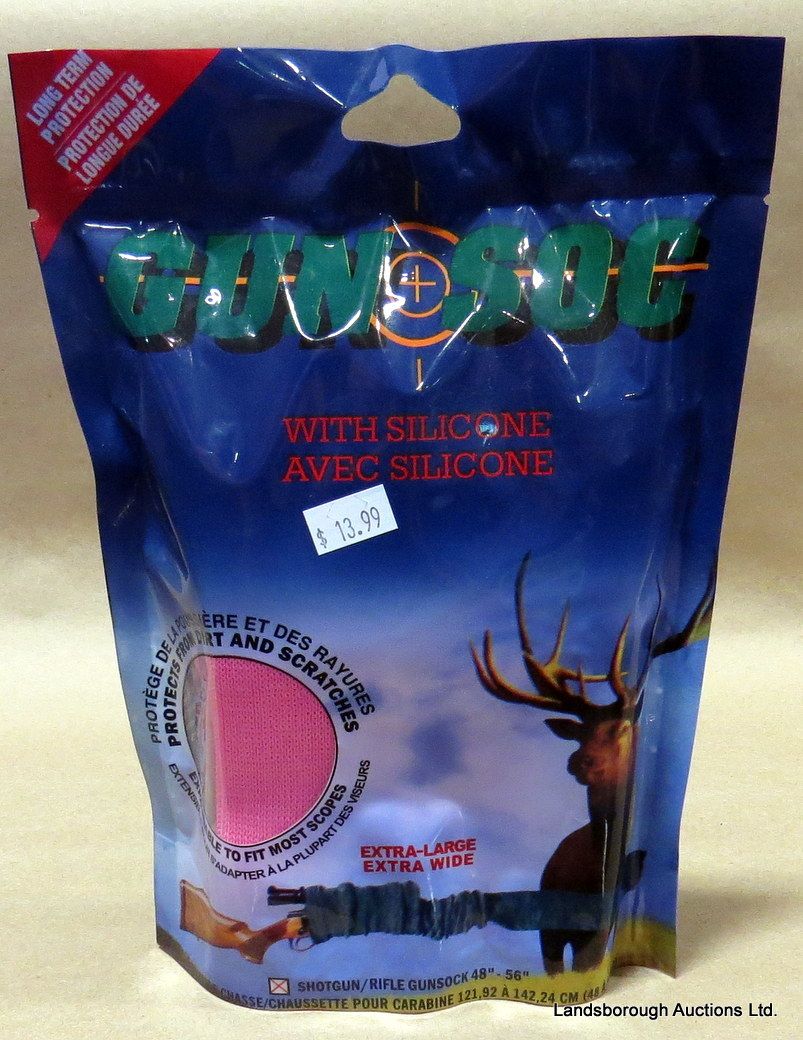 LONG TERM
PROTECTION
PROTECTION DE
LONGUE DURÉE
GUN SOC
WITH SILICONE
AVEC SILICONE
$ 13.99
PROTÈGE DE LA ET DES RAYURES
PROTECTS FROM DIRT AND SCRATCHES
TO FIT MOST SCOPES
S'ADAPTER À LA PLUPART DES VISEURS
EXTRA-LARGE
EXTRA WIDE
SHOTGUN/RIFLE GUNSOCK 48" - 56"
CHASSE/CHAUSSETTE POUR CARABINE 121,92 À 142,24 CM
Landsborough Auctions Ltd.